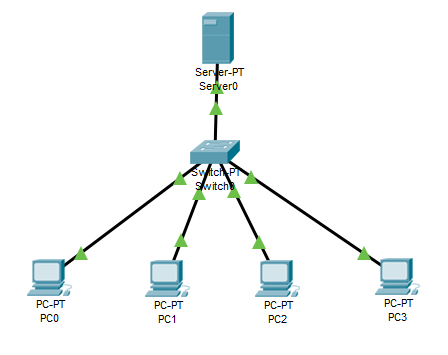 Server-PT
Server0
Switch-PT
Switch0
PC-PT
PC0
PC-PT
PC1
PC-PT
PC2
PC-PT
PC3